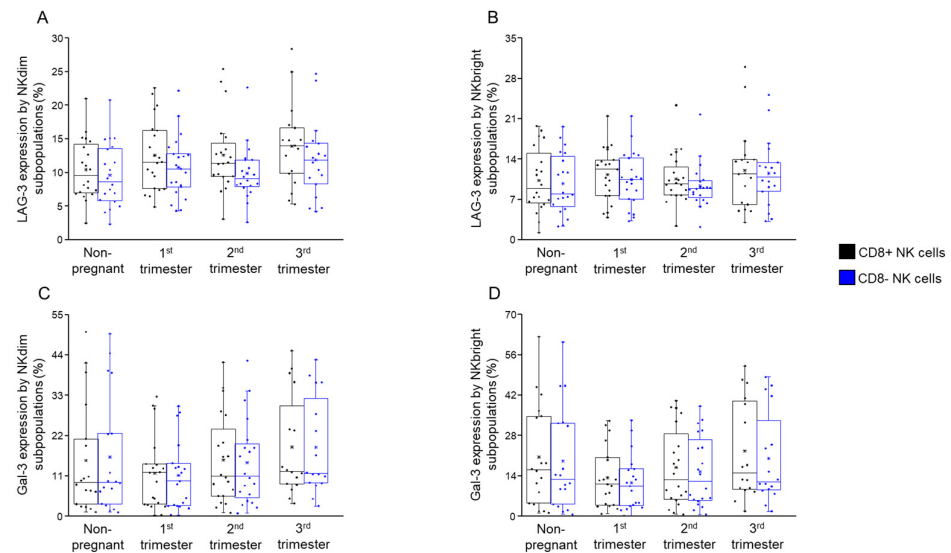 A
LAG-3 expression by NKdim
subpopulations (%)
30
25
20
15
10
5
0
Non-
pregnant
1st
trimester
2nd
trimester
3rd
trimester
B
LAG-3 expression by NKbright
subpopulations (%)
35
28
21
14
7
0
Non-
pregnant
1st
trimester
2nd
trimester
3rd
trimester
CD8+ NK cells
CD8- NK cells
C
Gal-3 expression by NKdim
subpopulations (%)
55
44
33
22
11
0
Non-
pregnant
1st
trimester
2nd
trimester
3rd
trimester
D
Gal-3 expression by NKbright
subpopulations (%)
70
56
42
28
14
0
Non-
pregnant
1st
trimester
2nd
trimester
3rd
trimester